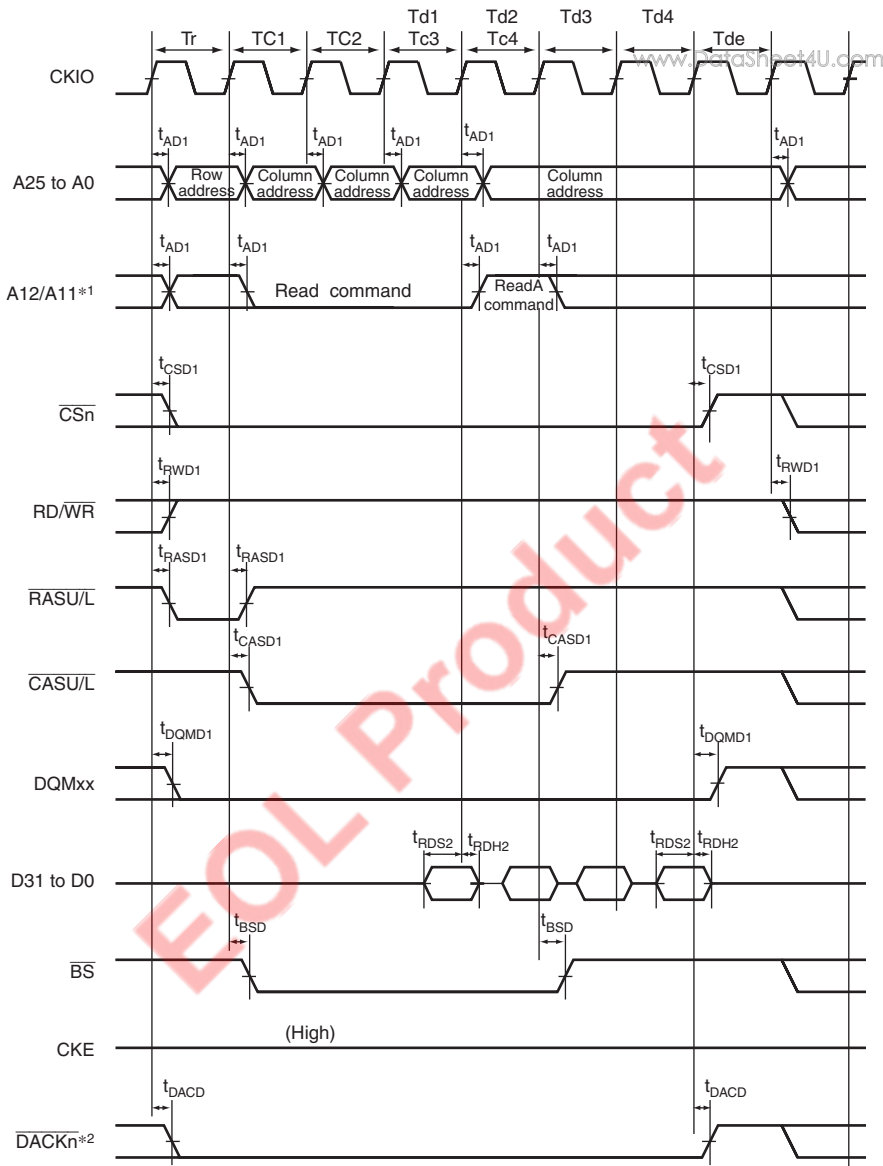 Td1 Td2
Tr TC1 TC2 Tc3 Tc4 Td3 Td4 Tde
www.DataSheet4U.com
CKIO
tAD1 tAD1 tAD1 tAD1 tAD1 tAD1
A25 to A0
Row address
Column address
Column address
Column address
Column address
tAD1 tAD1 tAD1 tAD1
A12/A11*1
Read command
ReadA command
tCSD1 tCSD1
CSn
tRWD1 tRWD1
RD/WR
tRASD1 tRASD1
RASU/L
tCASD1 tCASD1
CASU/L
tDQMD1 tDQMD1
DQMxx
tRDS2 tRDH2 tRDS2 tRDH2
D31 to D0
tBSD tBSD
BS
(High)
CKE
tDACD tDACD
DACKn*2
EOL Product